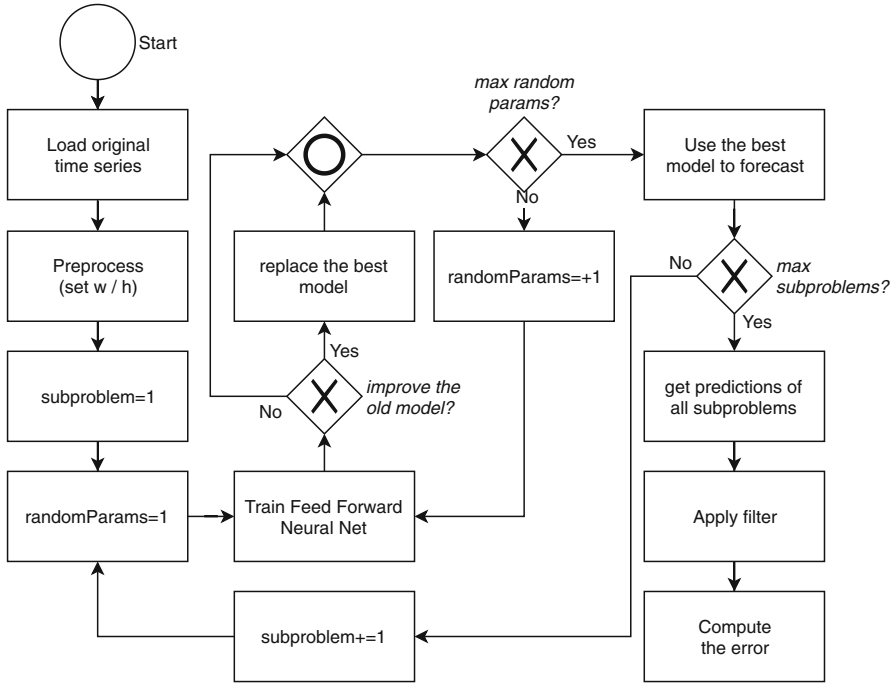 Start
Load original
time series
Preprocess
(set w / h)
subproblem=1
randomParams=1
Train Feed Forward
Neural Net
improve the
old model?
Yes
No
replace the best
model
max random
params?
Yes
No
randomParams=+1
Use the best
model to forecast
max
subproblems?
No
Yes
subproblem+=1
get predictions of
all subproblems
Apply filter
Compute
the error